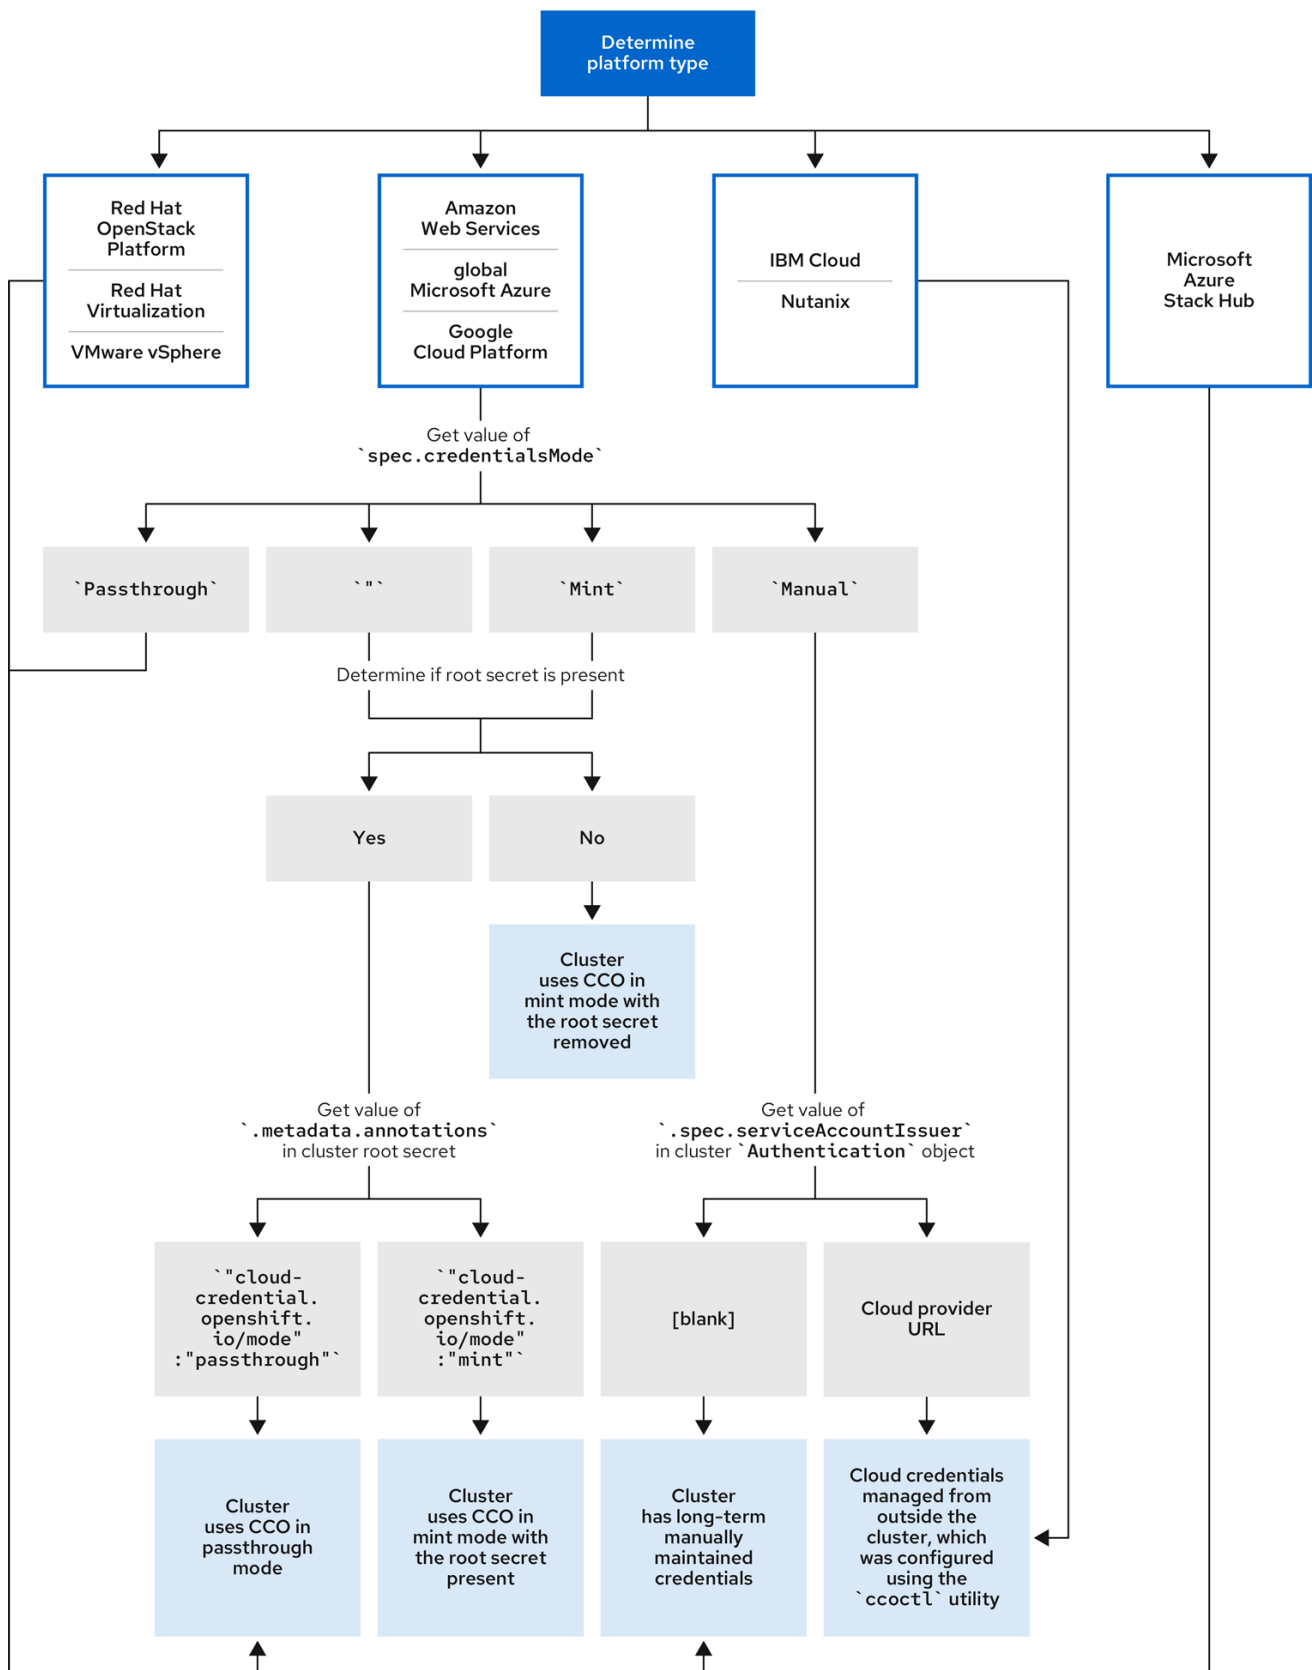 Determine
platform type
Red Hat
OpenStack
Platform
Red Hat
Virtualization
VMware vSphere
Amazon
Web Services
global
Microsoft Azure
Google
Cloud Platform
IBM Cloud
Nutanix
Microsoft
Azure
Stack Hub
Get value of
`spec.credentialsMode`
`Passthrough`
`"`
`Mint`
`Manual`
Determine if root secret is present
Yes
No
Cluster
uses CCO in
mint mode with
the root secret
removed
Get value of
`.metadata.annotations`
in cluster root secret
Get value of
`.spec.serviceAccountIssuer`
in cluster `Authentication` object
`"cloud-
credential.
openshift.
io/mode"
:"passthrough"`
`"cloud-
credential.
openshift.
io/mode"
:"mint"`
[blank]
Cloud provider
URL
Cluster
uses CCO in
passthrough
mode
Cluster
uses CCO in
mint mode with
the root secret
present
Cluster
has long-term
manually
maintained
credentials
Cloud credentials
managed from
outside the
cluster, which
was configured
using the
`ccoctl` utility